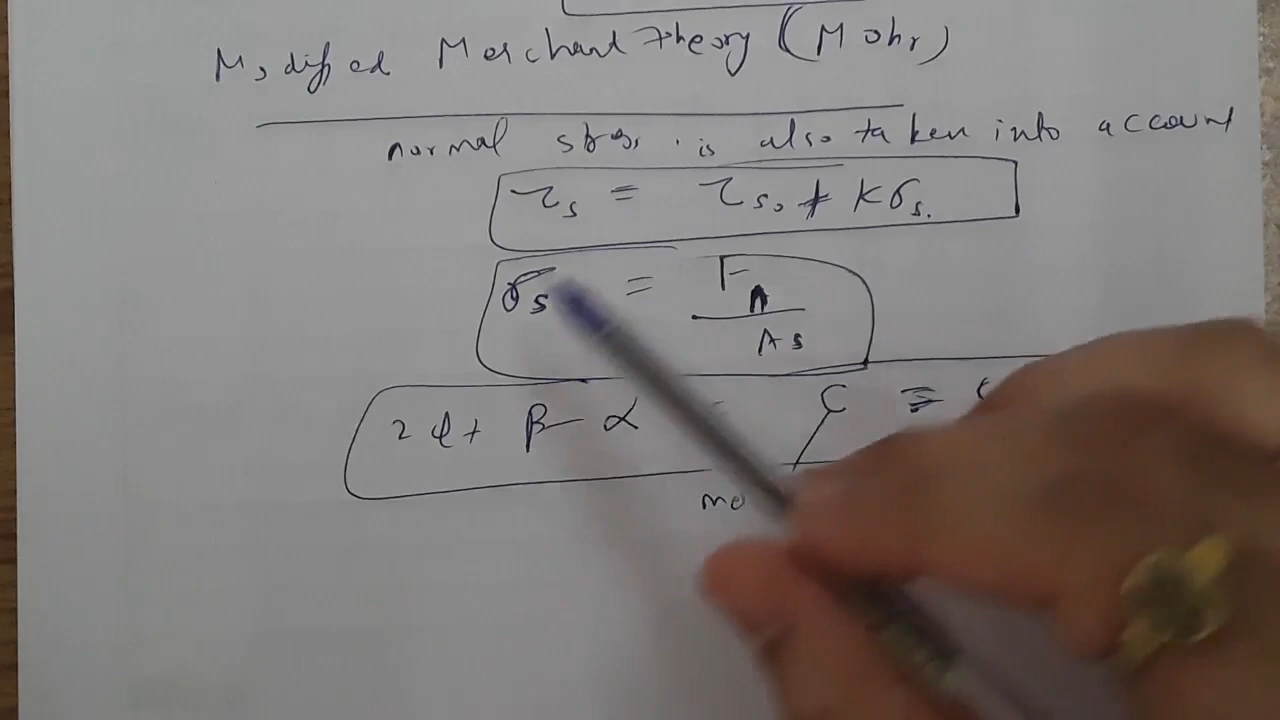 Modified Merchant Theory (Mohr)
normal stress is also taken into account
τs = τs₀ + Kσs.
σs = Fn / As
2φ + β - α = C =